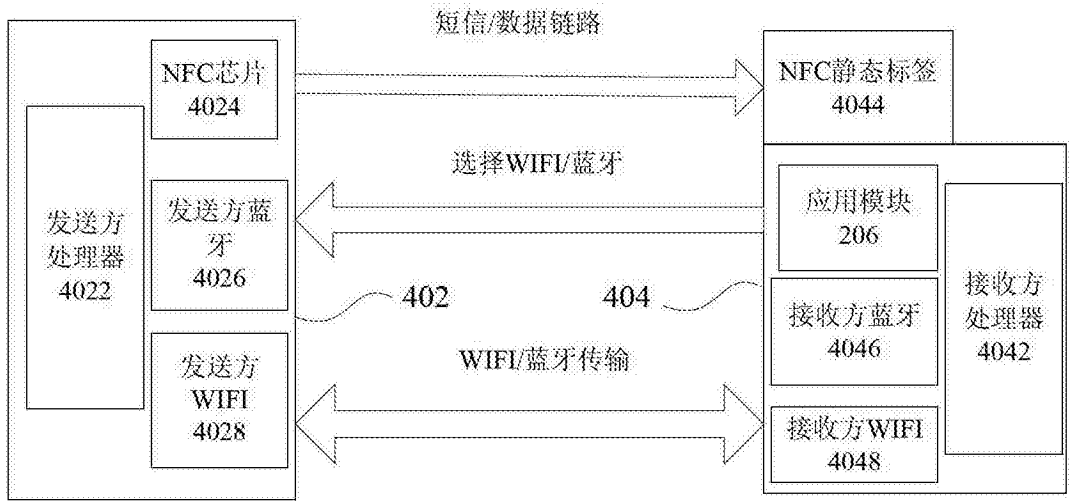 短信/数据链路
NFC芯片
4024
NFC静态标签
4044
选择WIFI/蓝牙
发送方
处理器
4022
发送方蓝
牙
4026
应用模块
206
402
404
接收方
处理器
4042
接收方蓝牙
4046
WIFI/蓝牙传输
发送方
WIFI
4028
接收方WIFI
4048